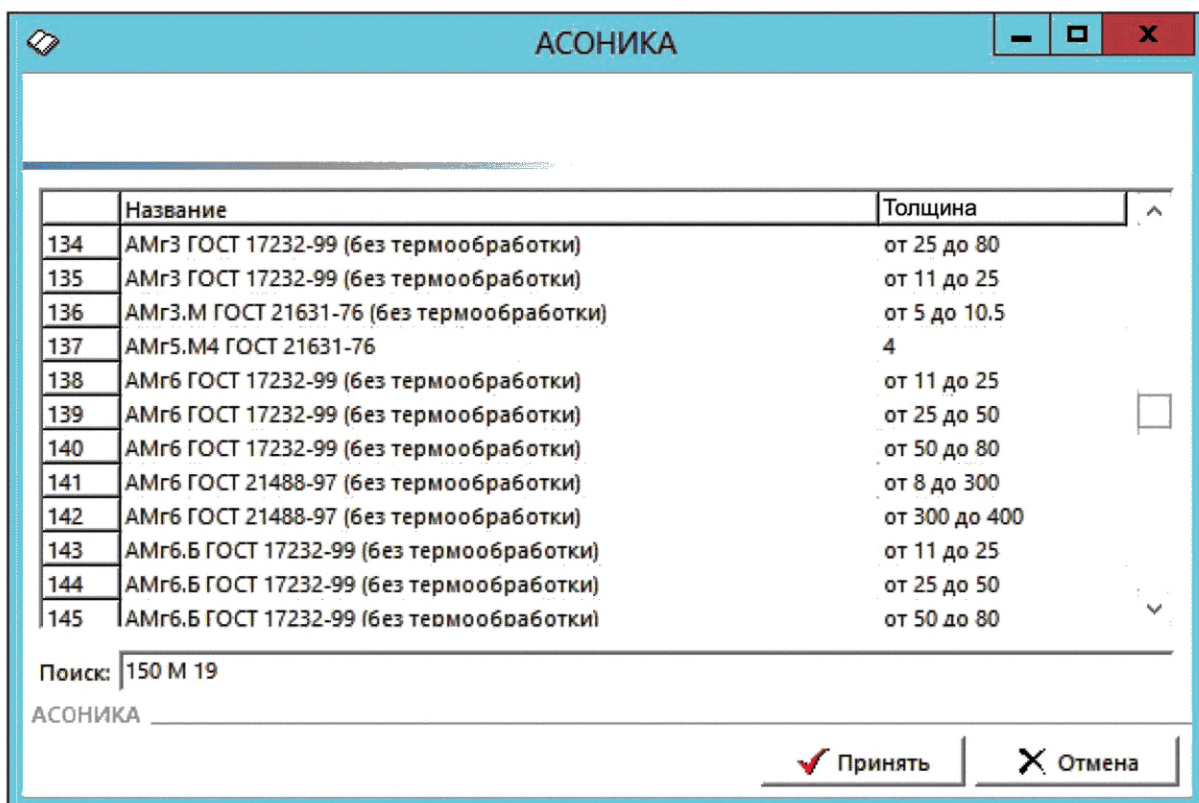 АСОНИКА
Название Толщина
134 АМг3 ГОСТ 17232-99 (без термообработки) от 25 до 80
135 АМг3 ГОСТ 17232-99 (без термообработки) от 11 до 25
136 АМг3.М ГОСТ 21631-76 (без термообработки) от 5 до 10.5
137 АМг5.М4 ГОСТ 21631-76 4
138 АМг6 ГОСТ 17232-99 (без термообработки) от 11 до 25
139 АМг6 ГОСТ 17232-99 (без термообработки) от 25 до 50
140 АМг6 ГОСТ 17232-99 (без термообработки) от 50 до 80
141 АМг6 ГОСТ 21488-97 (без термообработки) от 8 до 300
142 АМг6 ГОСТ 21488-97 (без термообработки) от 300 до 400
143 АМг6.Б ГОСТ 17232-99 (без термообработки) от 11 до 25
144 АМг6.Б ГОСТ 17232-99 (без термообработки) от 25 до 50
145 АМг6.Б ГОСТ 17232-99 (без термообработки) от 50 до 80
Поиск: 150 М 19
АСОНИКА
Принять Отмена